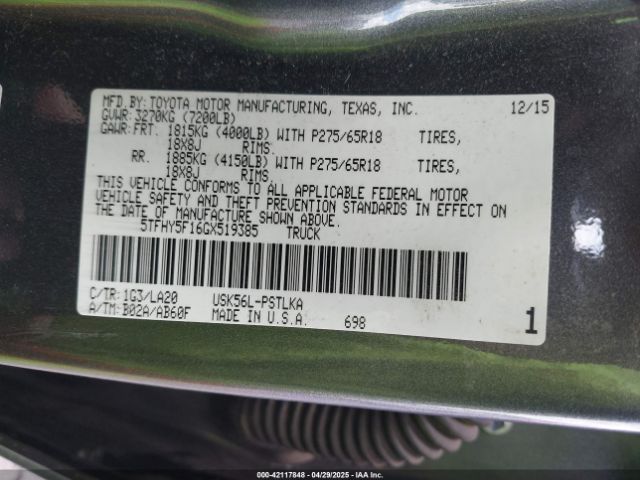 MFD.BY:TOYOTA MOTOR MANUFACTURING, TEXAS, INC. 12/15
GVWR: 3270KG (7200LB)
GAWR:FRT. 1815KG (4000LB) WITH P275/65R18 TIRES,
18X8J RIMS.
RR. 1885KG (4150LB) WITH P275/65R18 TIRES,
18X8J RIMS.
THIS VEHICLE CONFORMS TO ALL APPLICABLE FEDERAL MOTOR
VEHICLE SAFETY AND THEFT PREVENTION STANDARDS IN EFFECT ON
THE DATE OF MANUFACTURE SHOWN ABOVE.
5TFHY5F16GX519385 TRUCK
C/TR:1G3/LA20 USK56L-PSTLKA
A/TM:B02A/AB60F MADE IN U.S.A. 698 1
000-42117848 - 04/29/2025 - IAA Inc.